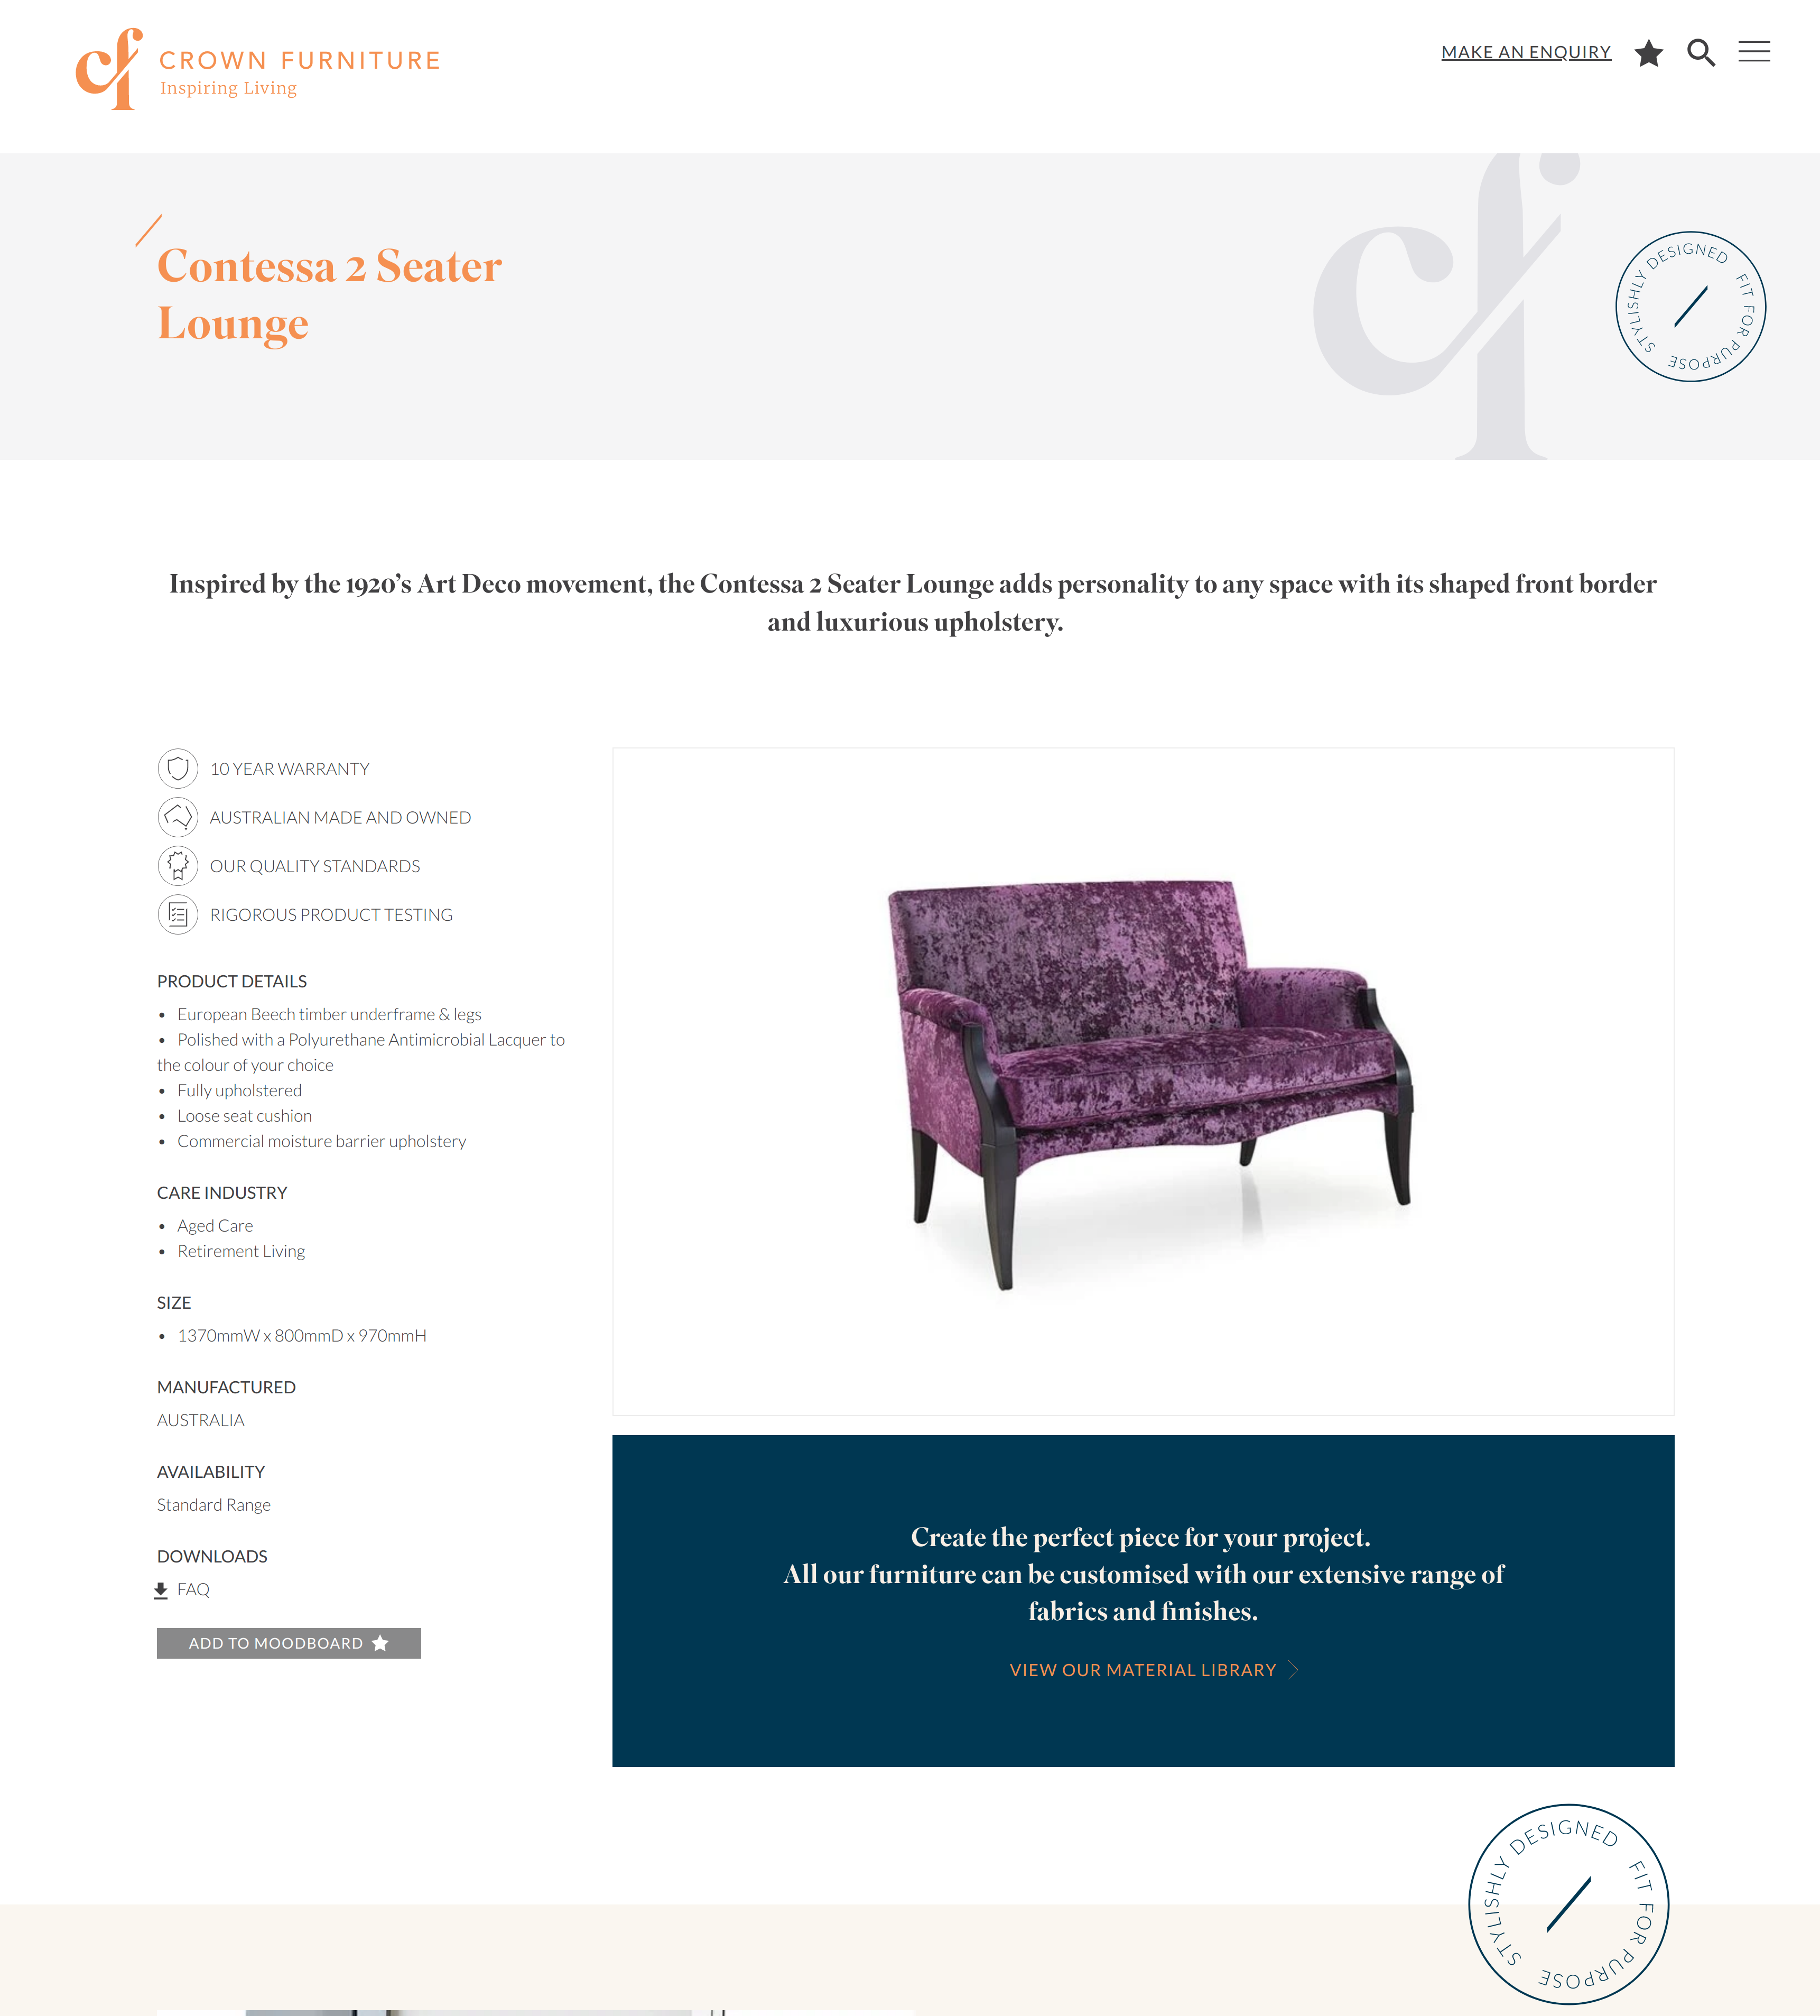 cf CROWN FURNITURE
Inspiring Living
MAKE AN ENQUIRY
Contessa 2 Seater
Lounge
cf
STYLISHLY DESIGNED FIT FOR PURPOSE
Inspired by the 1920’s Art Deco movement, the Contessa 2 Seater Lounge adds personality to any space with its shaped front border
and luxurious upholstery.
10 YEAR WARRANTY
AUSTRALIAN MADE AND OWNED
OUR QUALITY STANDARDS
RIGOROUS PRODUCT TESTING
PRODUCT DETAILS
• European Beech timber underframe & legs
• Polished with a Polyurethane Antimicrobial Lacquer to
the colour of your choice
• Fully upholstered
• Loose seat cushion
• Commercial moisture barrier upholstery
CARE INDUSTRY
• Aged Care
• Retirement Living
SIZE
• 1370mmW x 800mmD x 970mmH
MANUFACTURED
AUSTRALIA
AVAILABILITY
Standard Range
DOWNLOADS
FAQ
ADD TO MOODBOARD
Create the perfect piece for your project.
All our furniture can be customised with our extensive range of
fabrics and finishes.
VIEW OUR MATERIAL LIBRARY
STYLISHLY DESIGNED FIT FOR PURPOSE